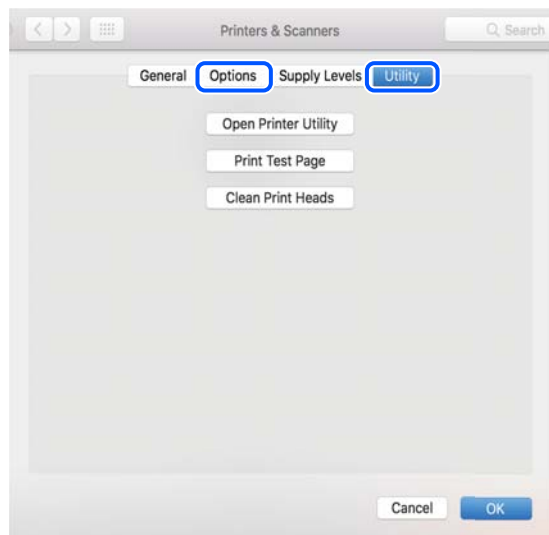 Printers & Scanners Search
General Options Supply Levels Utility
Open Printer Utility
Print Test Page
Clean Print Heads
Cancel OK